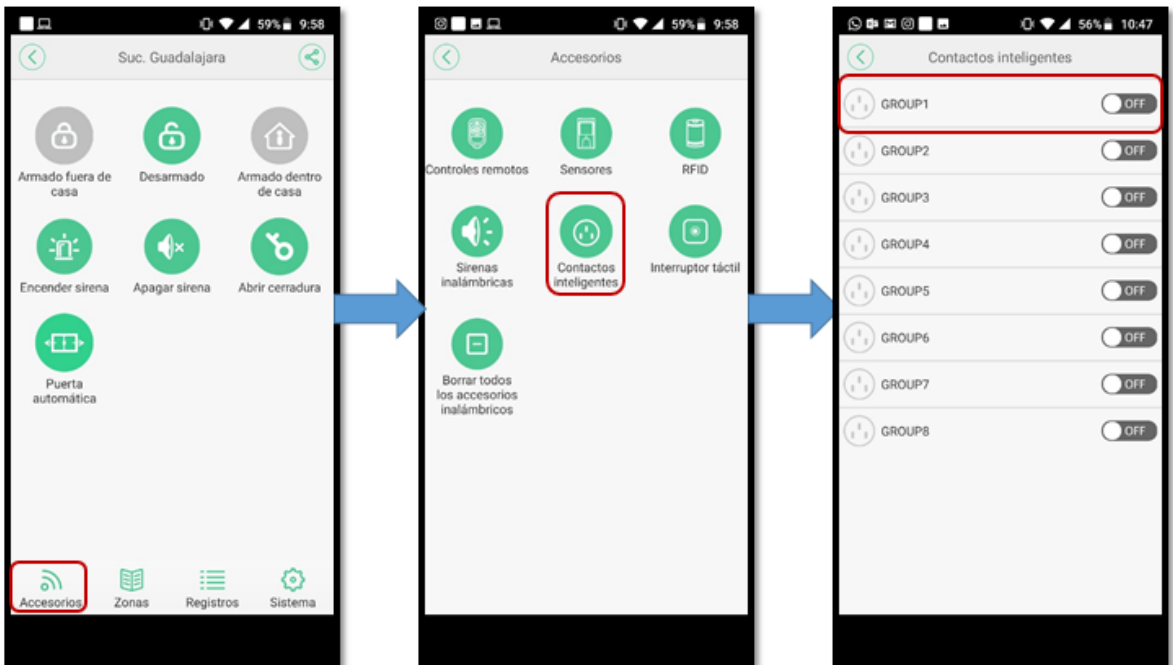 59% 9:58
Suc. Guadalajara
Armado fuera de
casa
Desarmado
Armado dentro
de casa
Encender sirena
Apagar sirena
Abrir cerradura
Puerta
automática
Accesorios
Zonas
Registros
Sistema
59% 9:58
Accesorios
Controles remotos
Sensores
RFID
Sirenas
inalámbricas
Contactos
inteligentes
Interruptor táctil
Borrar todos
los accesorios
inalámbricos
56% 10:47
Contactos inteligentes
GROUP1 OFF
GROUP2 OFF
GROUP3 OFF
GROUP4 OFF
GROUP5 OFF
GROUP6 OFF
GROUP7 OFF
GROUP8 OFF